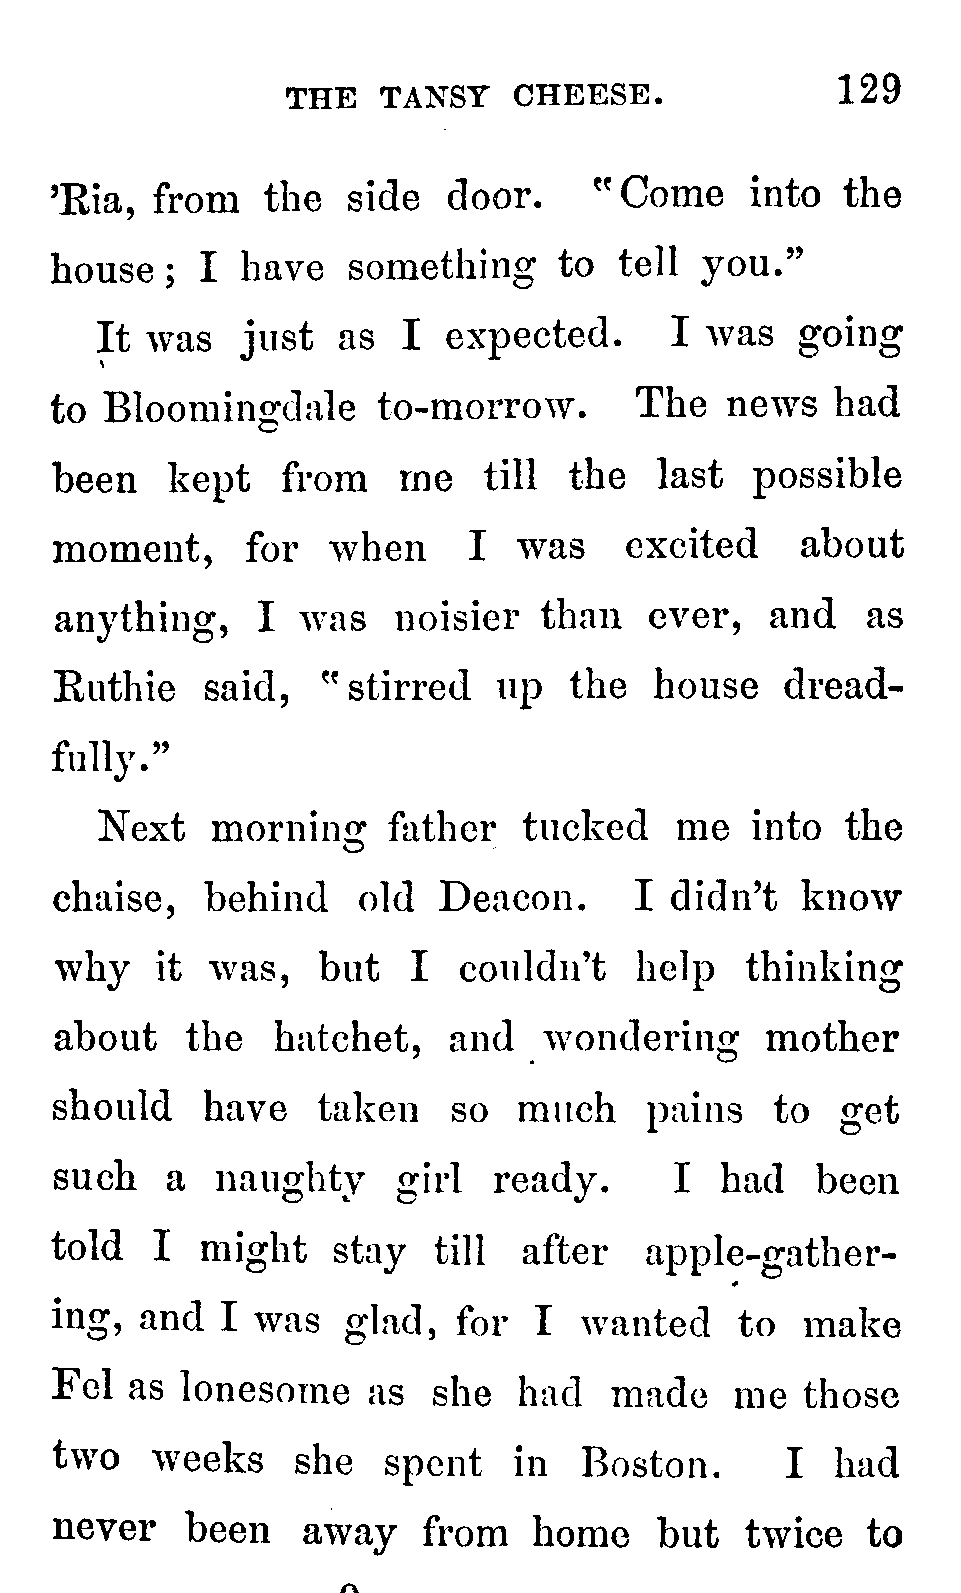 THE TANSY CHEESE. 129
’Ria, from the side door. “Come into the
house; I have something to tell you.”
It was just as I expected. I was going
to Bloomingdale to-morrow. The news had
been kept from me till the last possible
moment, for when I was excited about
anything, I was noisier than ever, and as
Ruthie said, “stirred up the house dread-
fully.”
Next morning father tucked me into the
chaise, behind old Deacon. I didn’t know
why it was, but I couldn’t help thinking
about the hatchet, and wondering mother
should have taken so much pains to get
such a naughty girl ready. I had been
told I might stay till after apple-gather-
ing, and I was glad, for I wanted to make
Fel as lonesome as she had made me those
two weeks she spent in Boston. I had
never been away from home but twice to